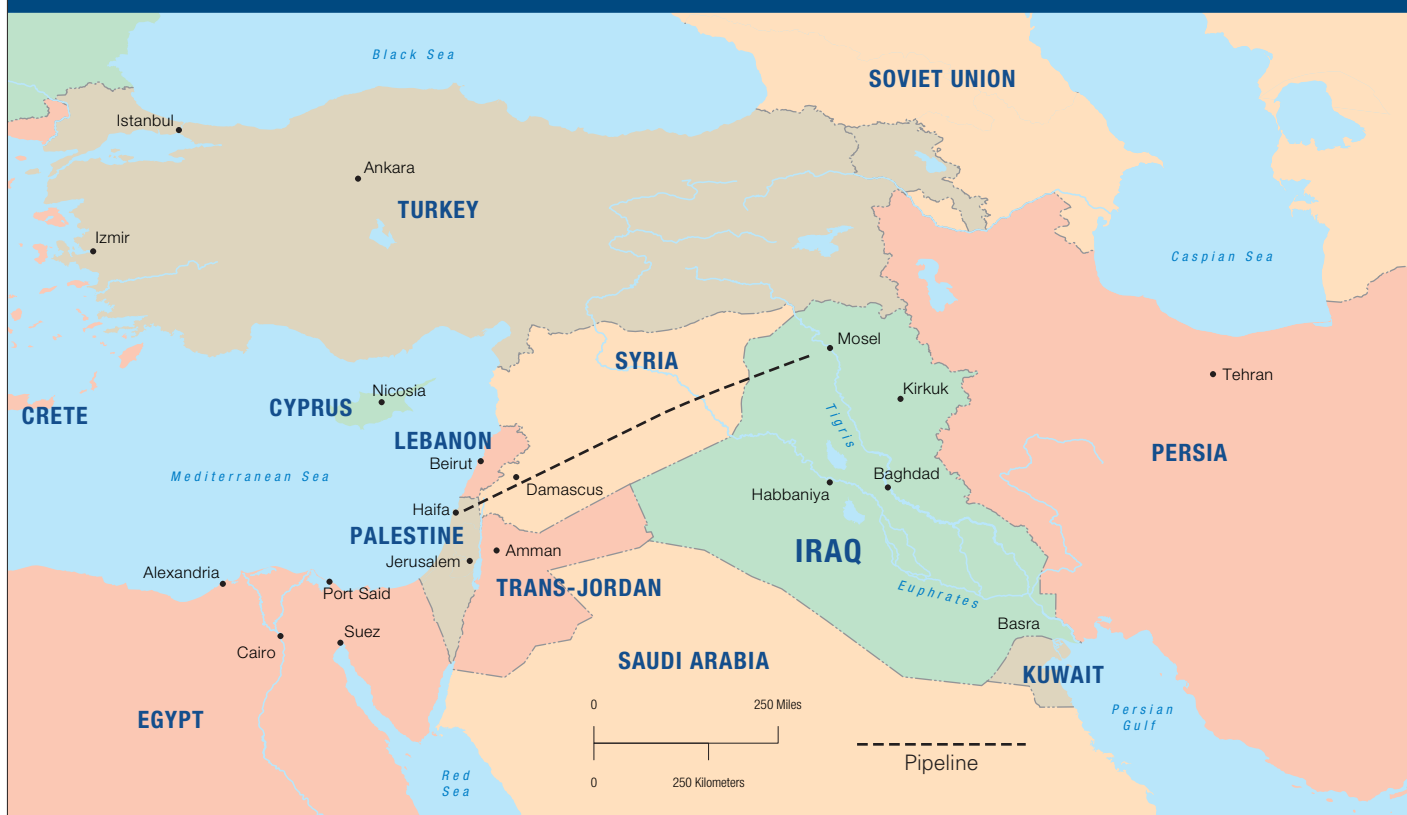 Black Sea
SOVIET UNION
Istanbul
Ankara
TURKEY
Izmir
Caspian Sea
Mosel
SYRIA
Tehran
Kirkuk
Nicosia
CYPRUS
CRETE
Tigris
LEBANON
PERSIA
Beirut
Mediterranean Sea
Baghdad
Damascus
Habbaniya
Haifa
PALESTINE
IRAQ
Amman
Jerusalem
Alexandria
TRANS-JORDAN
Port Said
Euphrates
Basra
Suez
Cairo
SAUDI ARABIA
KUWAIT
0
250 Miles
EGYPT
Persian
Gulf
Pipeline
Red
Sea
0
250 Kilometers